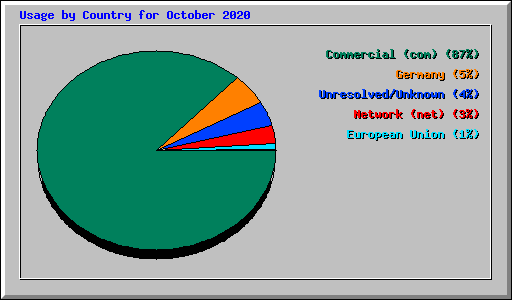 Usage by Country for October 2020
Commercial (com) (87%)
Germany (5%)
Unresolved/Unknown (4%)
Network (net) (3%)
European Union (1%)